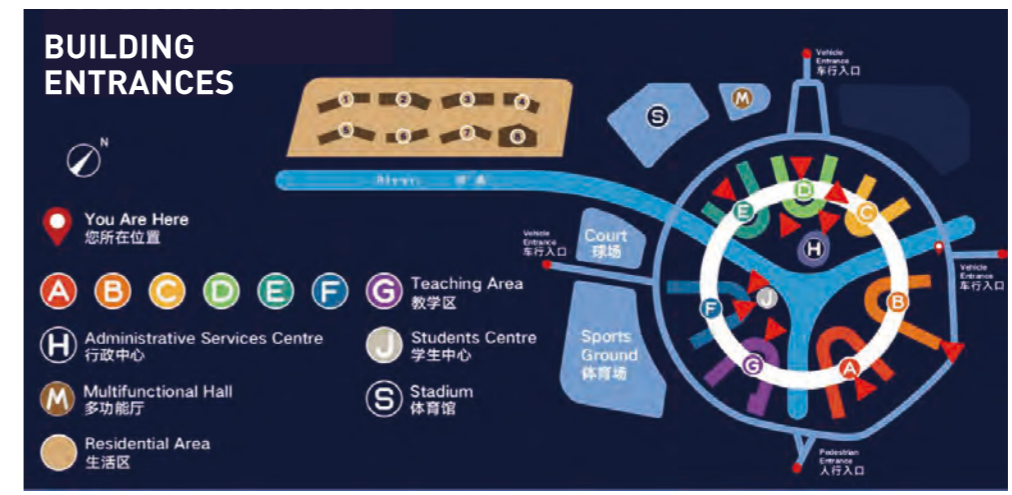 BUILDING
ENTRANCES
N
You Are Here
您所在位置
A B C D E F G
Teaching Area
教学区
H
Administrative Services Centre
行政中心
J
Students Centre
学生中心
M
Multifunctional Hall
多功能厅
S
Stadium
体育馆
Residential Area
生活区
1 2 3 4
5 6 7 8
River
S
M
Vehicle
Entrance
车行入口
D
E
C
H
Vehicle
Entrance
车行入口
Court
球场
Vehicle
Entrance
车行入口
F
J
B
Sports
Ground
体育场
G
A
Pedestrian
Entrance
人行入口